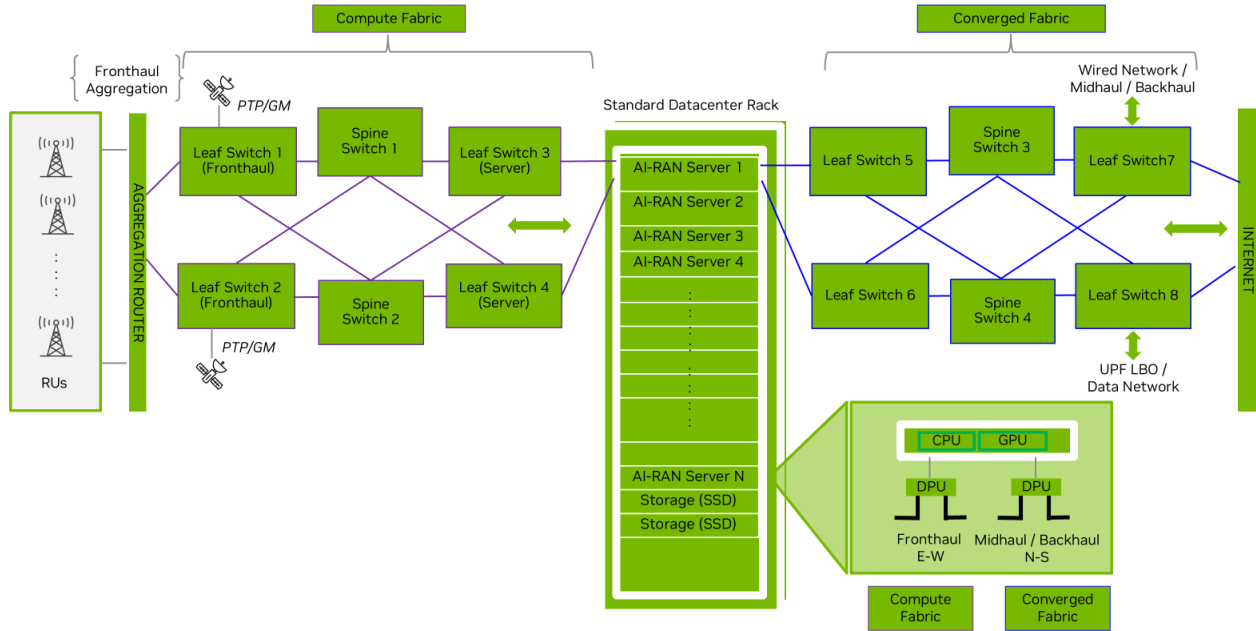 Compute Fabric
Converged Fabric
Fronthaul
Aggregation
PTP/GM
Wired Network /
Midhaul / Backhaul
Standard Datacenter Rack
RUs
AGGREGATION ROUTER
Leaf Switch 1
(Fronthaul)
Spine
Switch 1
Leaf Switch 3
(Server)
Leaf Switch 2
(Fronthaul)
Spine
Switch 2
Leaf Switch 4
(Server)
PTP/GM
AI-RAN Server 1
AI-RAN Server 2
AI-RAN Server 3
AI-RAN Server 4
AI-RAN Server N
Storage (SSD)
Storage (SSD)
Leaf Switch 5
Spine
Switch 3
Leaf Switch7
Leaf Switch 6
Spine
Switch 4
Leaf Switch 8
INTERNET
UPF LBO /
Data Network
CPU
GPU
DPU
DPU
Fronthaul
E-W
Midhaul / Backhaul
N-S
Compute
Fabric
Converged
Fabric